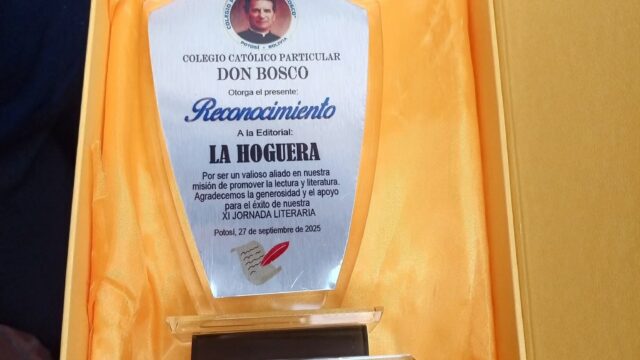 POTOSÍ - BOLIVIA
COLEGIO CATÓLICO PARTICULAR
DON BOSCO
Otorga el presente:
Reconocimiento
A la Editorial:
LA HOGUERA
Por ser un valioso aliado en nuestra
misión de promover la lectura y literatura.
Agradecemos la generosidad y el apoyo
para el éxito de nuestra
XI JORNADA LITERARIA
Potosí, 27 de septiembre de 2025